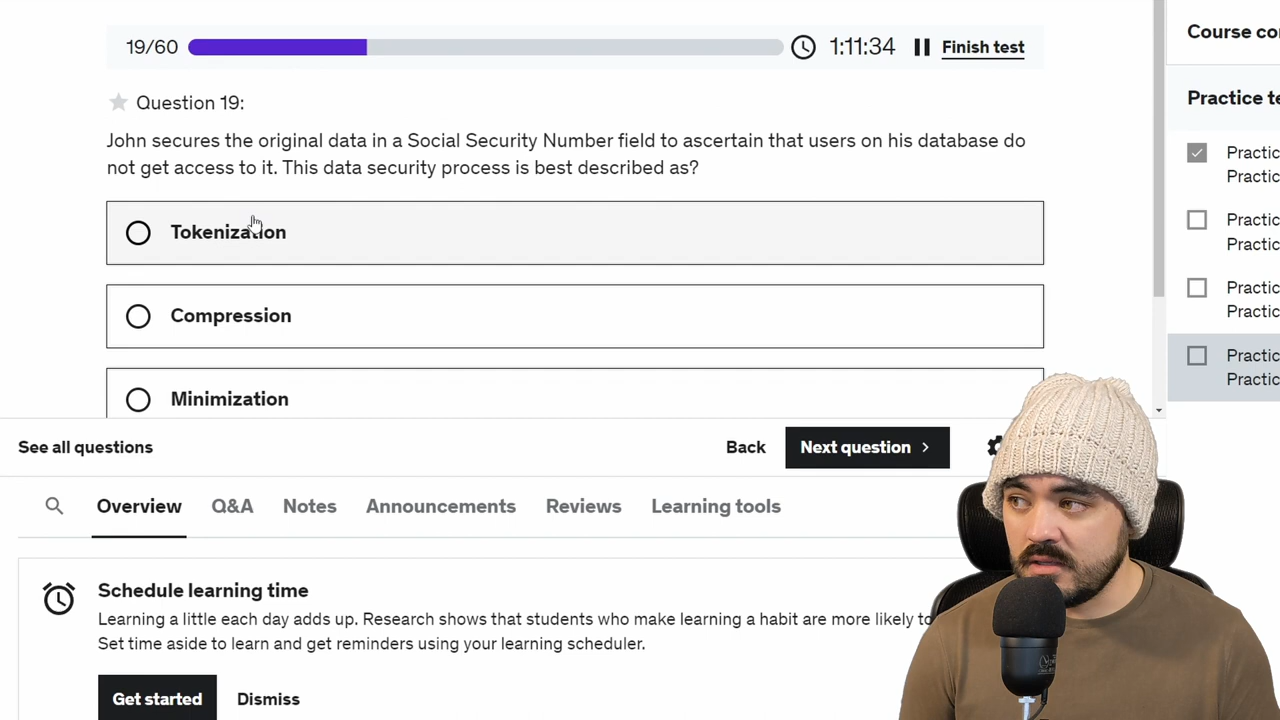 19/60
1:11:34
Finish test
Question 19:
John secures the original data in a Social Security Number field to ascertain that users on his database do
not get access to it. This data security process is best described as?
Tokenization
Compression
Minimization
See all questions
Back
Next question
Overview
Q&A
Notes
Announcements
Reviews
Learning tools
Schedule learning time
Learning a little each day adds up. Research shows that students who make learning a habit are more likely to
Set time aside to learn and get reminders using your learning scheduler.
Get started
Dismiss
Course co
Practice te
Practic
Practic
Practic
Practic
Practic
Practic
Practic
Practic